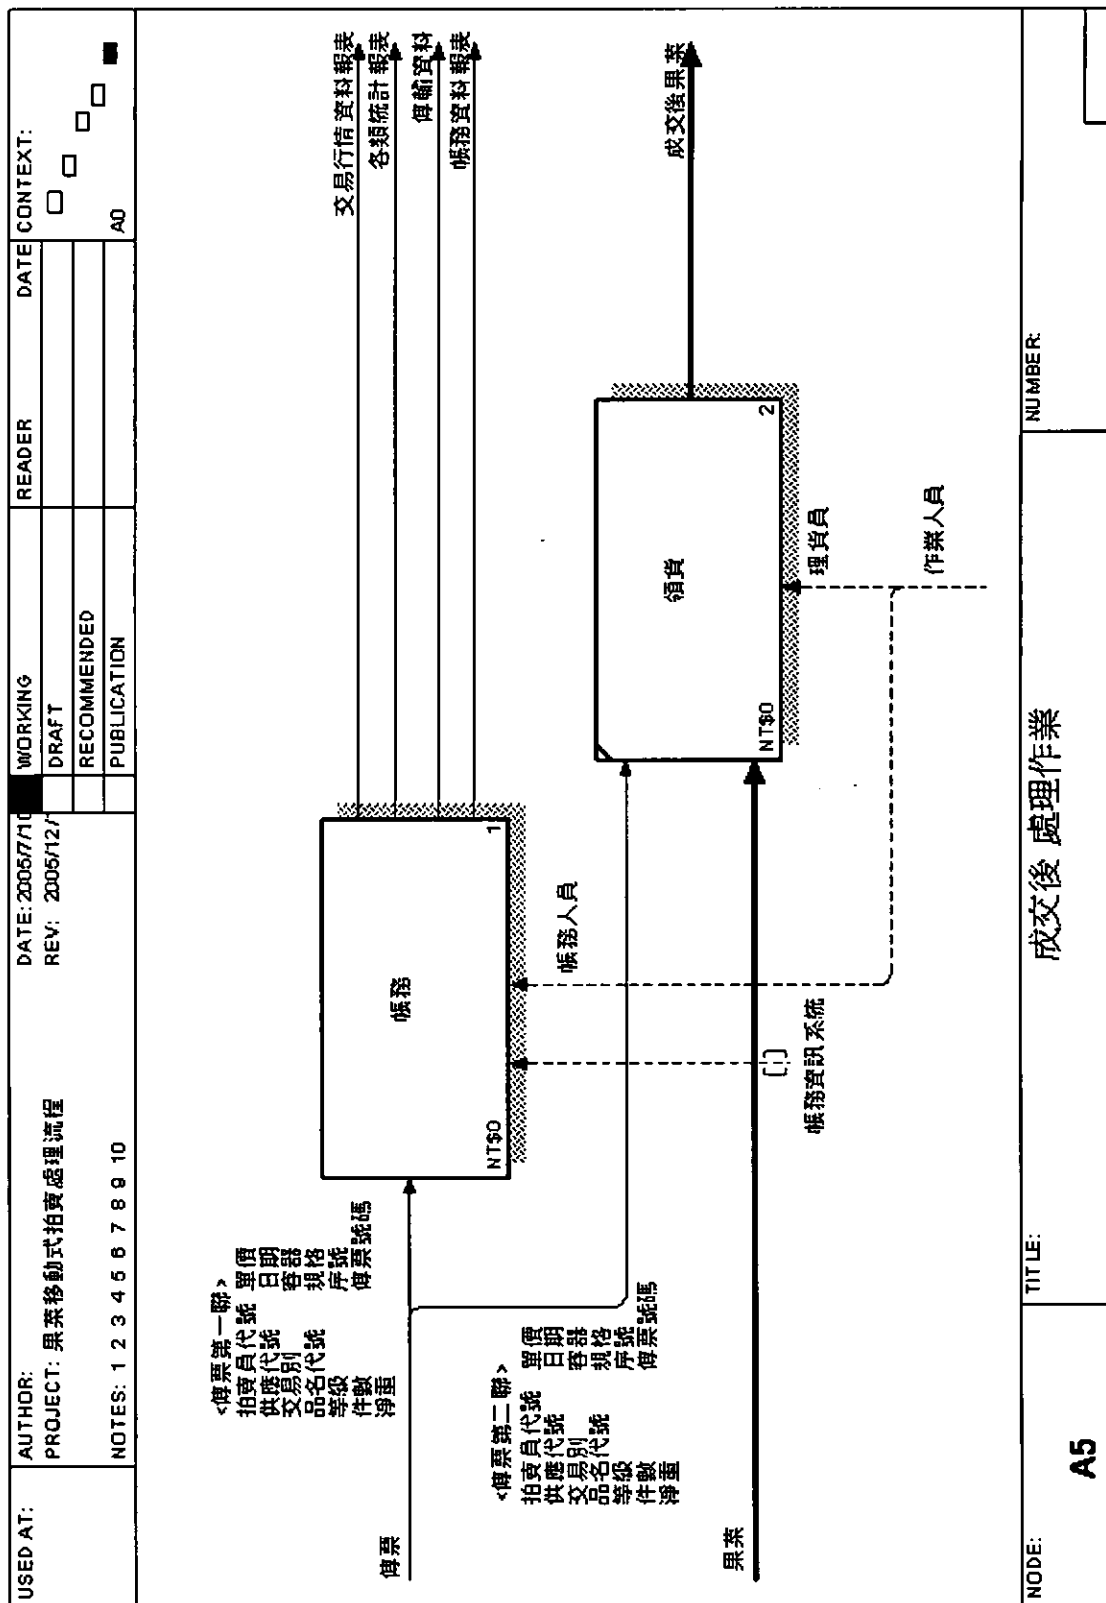 USED AT:
AUTHOR:
PROJECT: 果菜移動式拍賣處理流程
NOTES: 1 2 3 4 5 6 7 8 9 10
DATE: 2005/7/10
REV: 2005/12/
WORKING
DRAFT
RECOMMENDED
PUBLICATION
READER
DATE
CONTEXT:
A0
交易行情資料報表
各類統計報表
傳輸資料
帳務資料報表
成交後果菜
傳票
<傳票第一聯>
拍賣員代號 單價
供應代號 日期
交易別 容器
品名代號 規格
等級 序號
件數 傳票號碼
淨重
帳務
NT$0
1
帳務人員
<傳票第二聯>
拍賣員代號 單價
供應代號 日期
交易別 容器
品名代號 規格
等級 序號
件數 傳票號碼
淨重
果菜
領貨
NT$0
2
理貨員
帳務資訊系統
作業人員
NODE:
A5
TITLE:
成交後 處理作業
NUMBER: